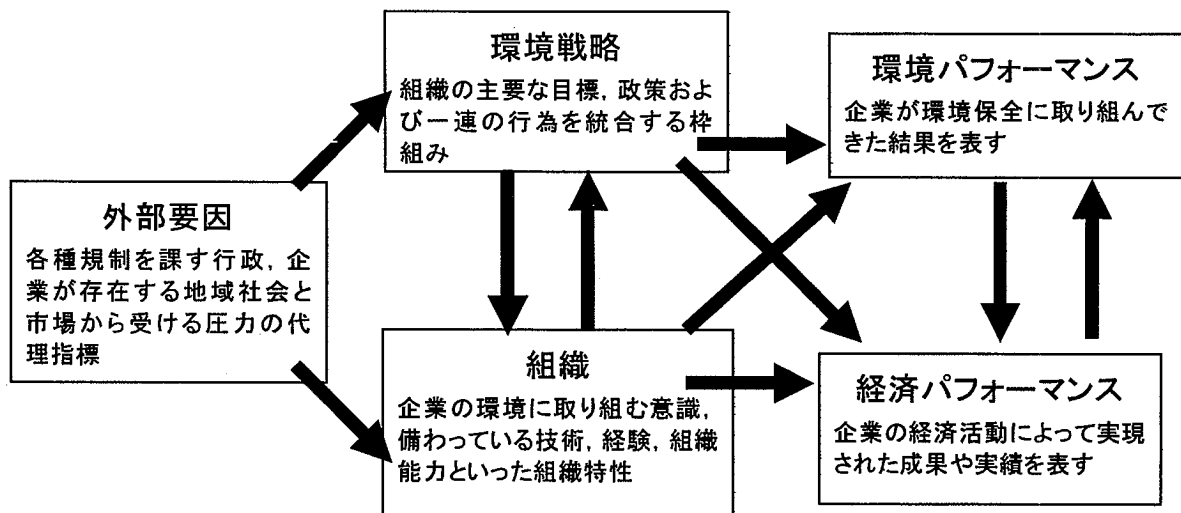 環境戦略
組織の主要な目標，政策およ
び一連の行為を統合する枠
組み
環境パフォーマンス
企業が環境保全に取り組んで
きた結果を表す
外部要因
各種規制を課す行政，企
業が存在する地域社会と
市場から受ける圧力の代
理指標
組織
企業の環境に取り組む意識，
備わっている技術，経験，組織
能力といった組織特性
経済パフォーマンス
企業の経済活動によって実現
された成果や実績を表す